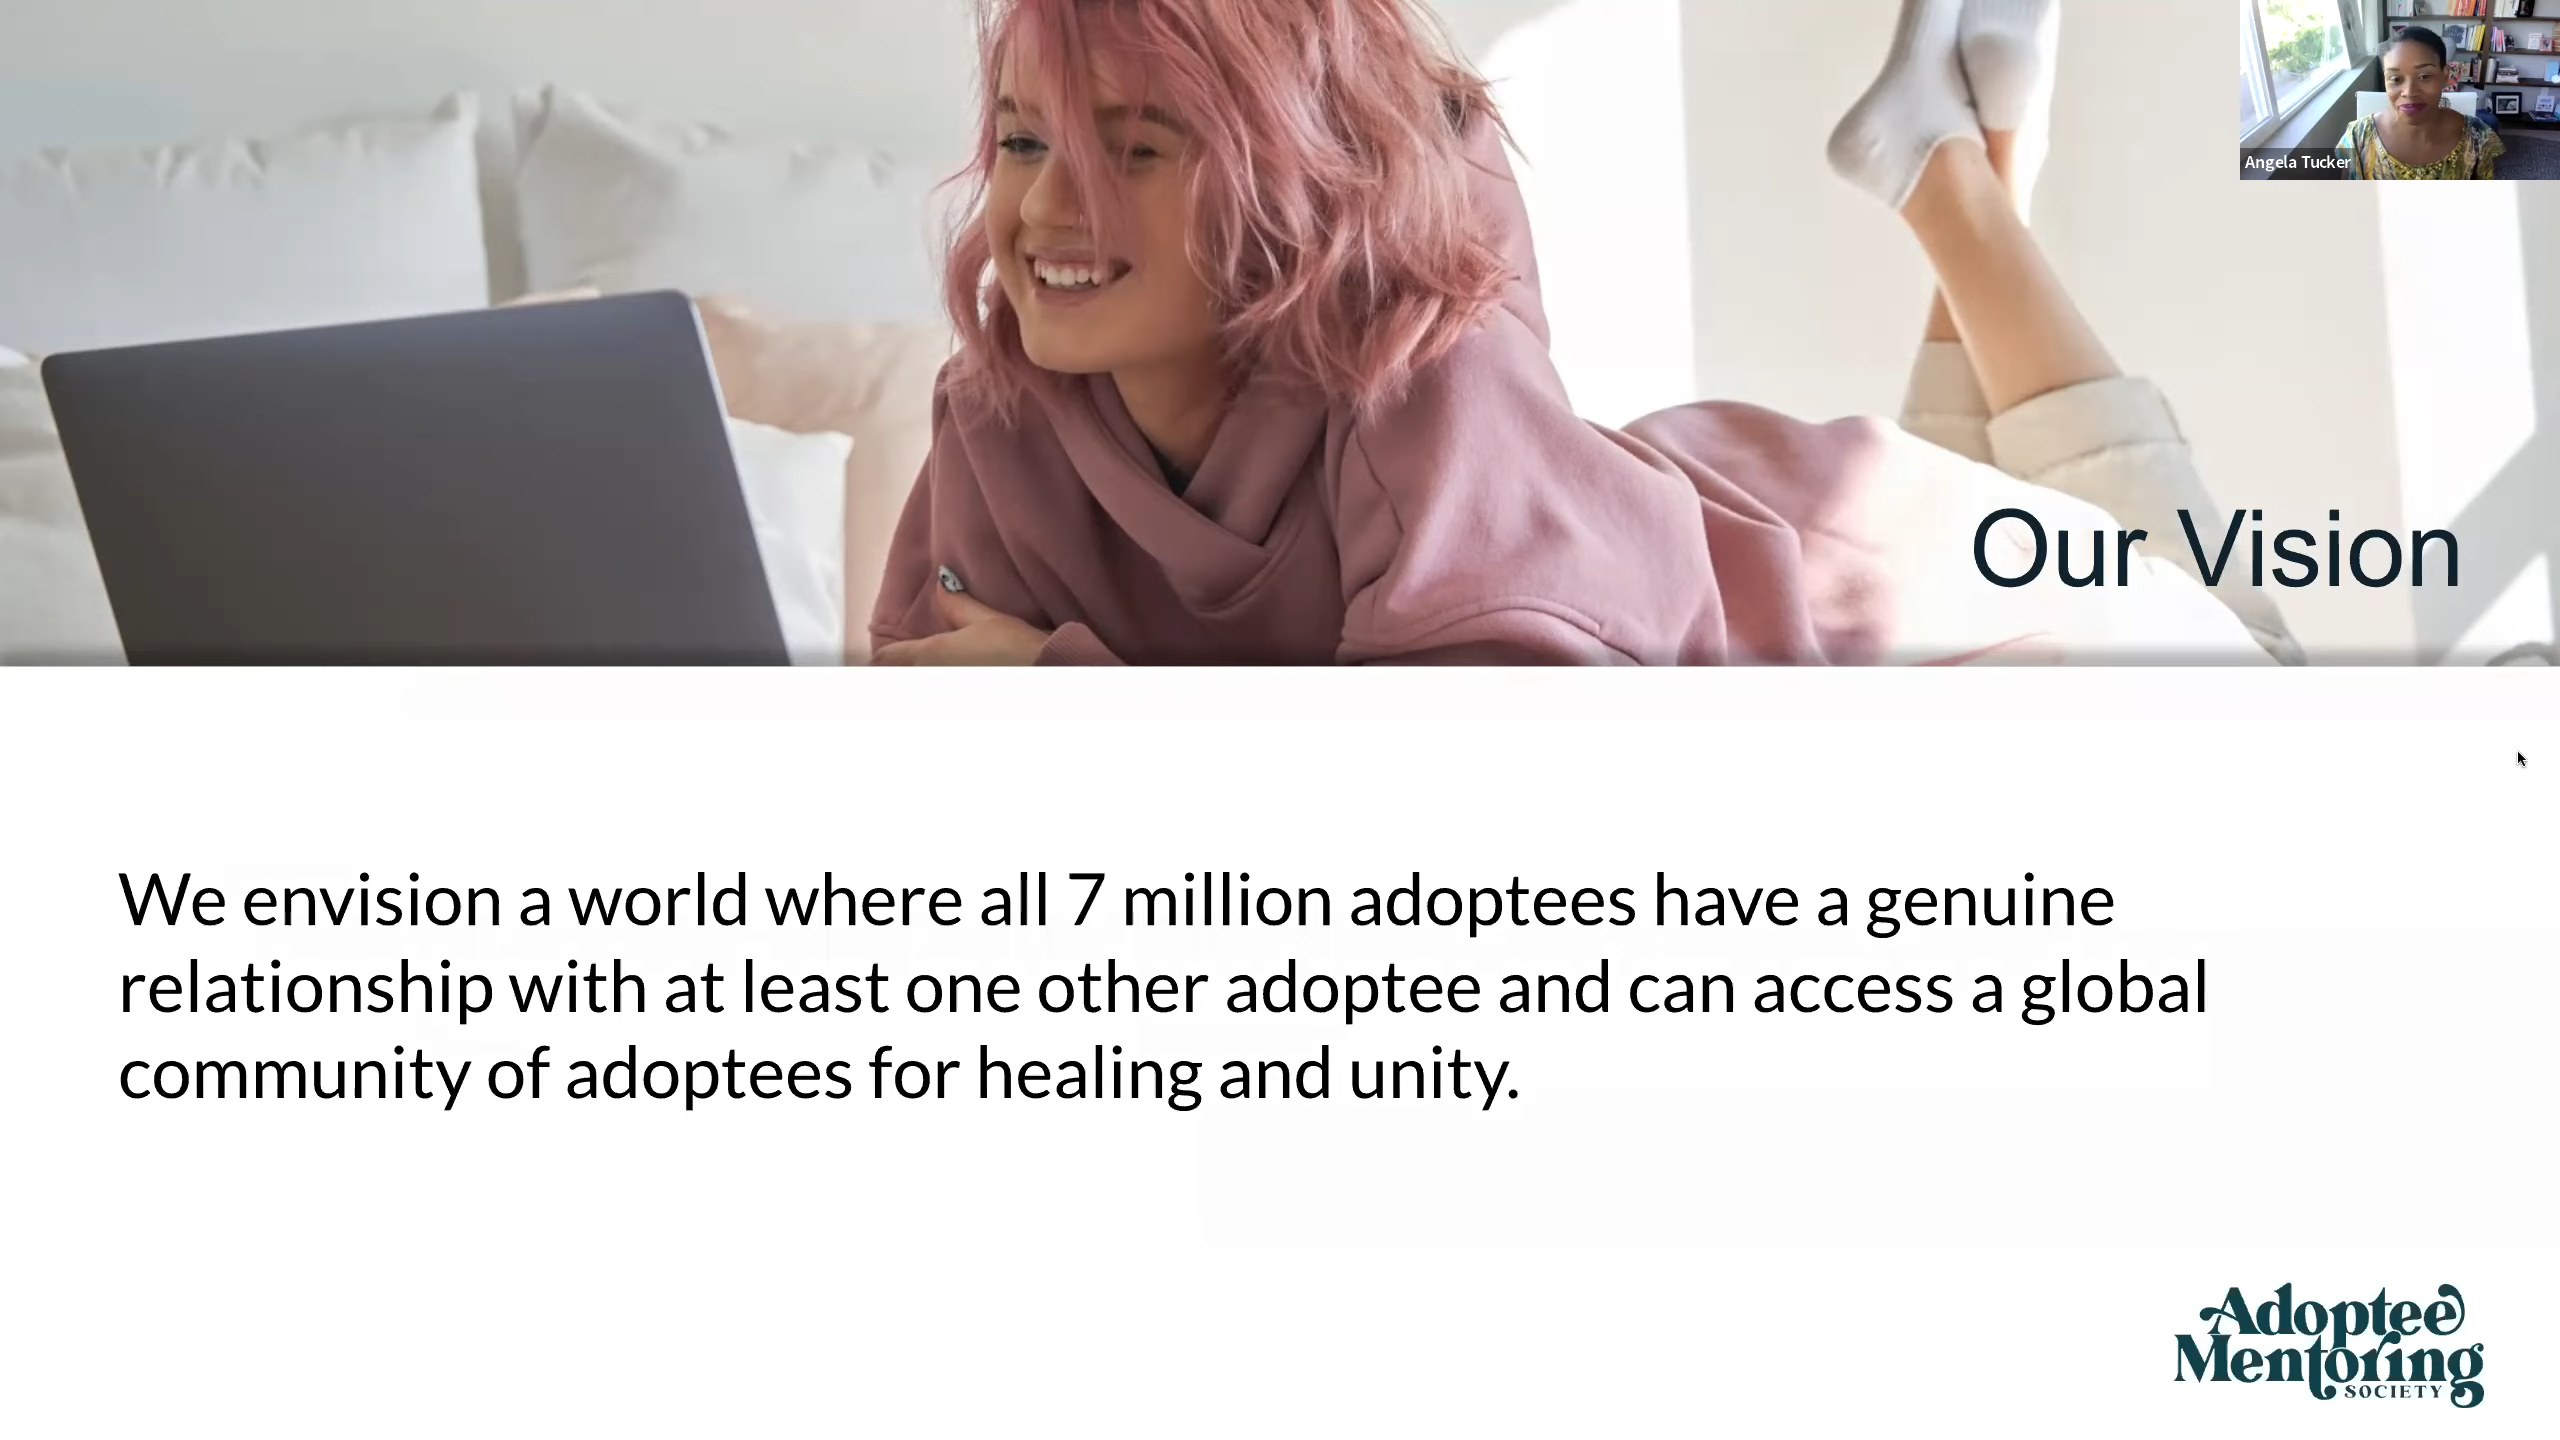 Angela Tucker
Our Vision
We envision a world where all 7 million adoptees have a genuine
relationship with at least one other adoptee and can access a global
community of adoptees for healing and unity.
Adoptee
Mentoring
SOCIETY